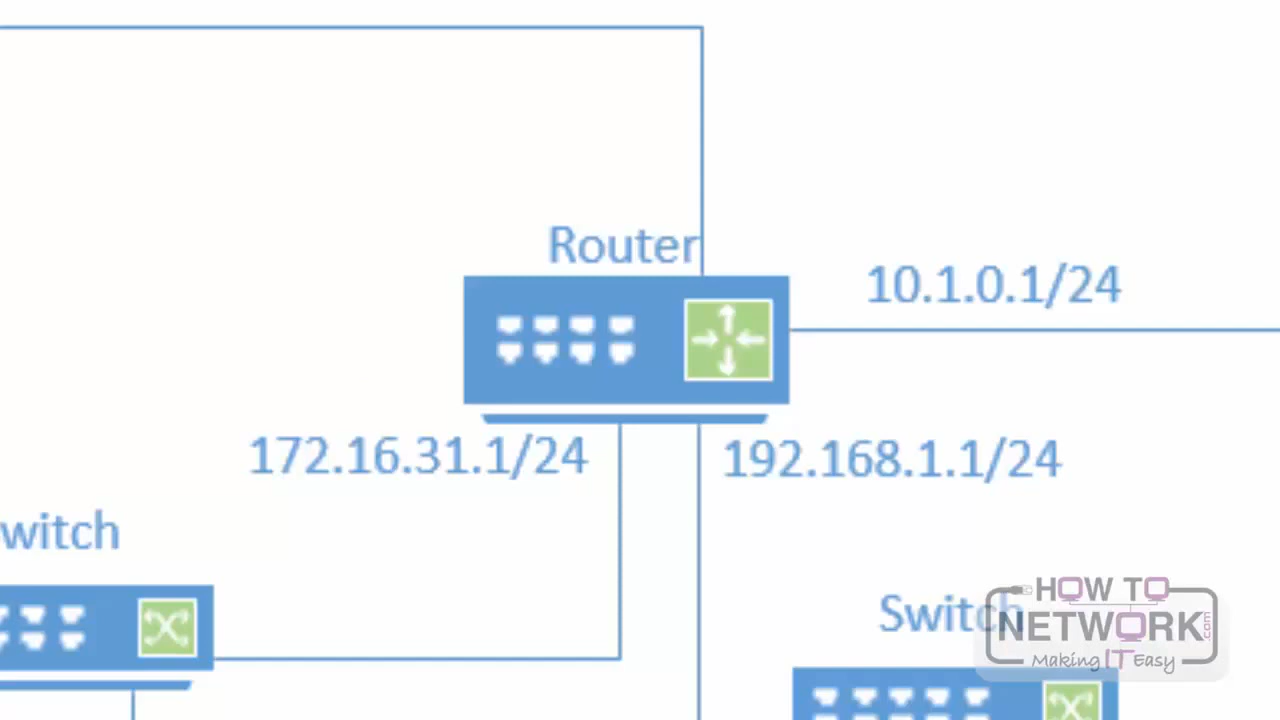 Router
10.1.0.1/24
172.16.31.1/24
192.168.1.1/24
witch
Switch
HOW TO
NETWORK.com
Making IT Easy